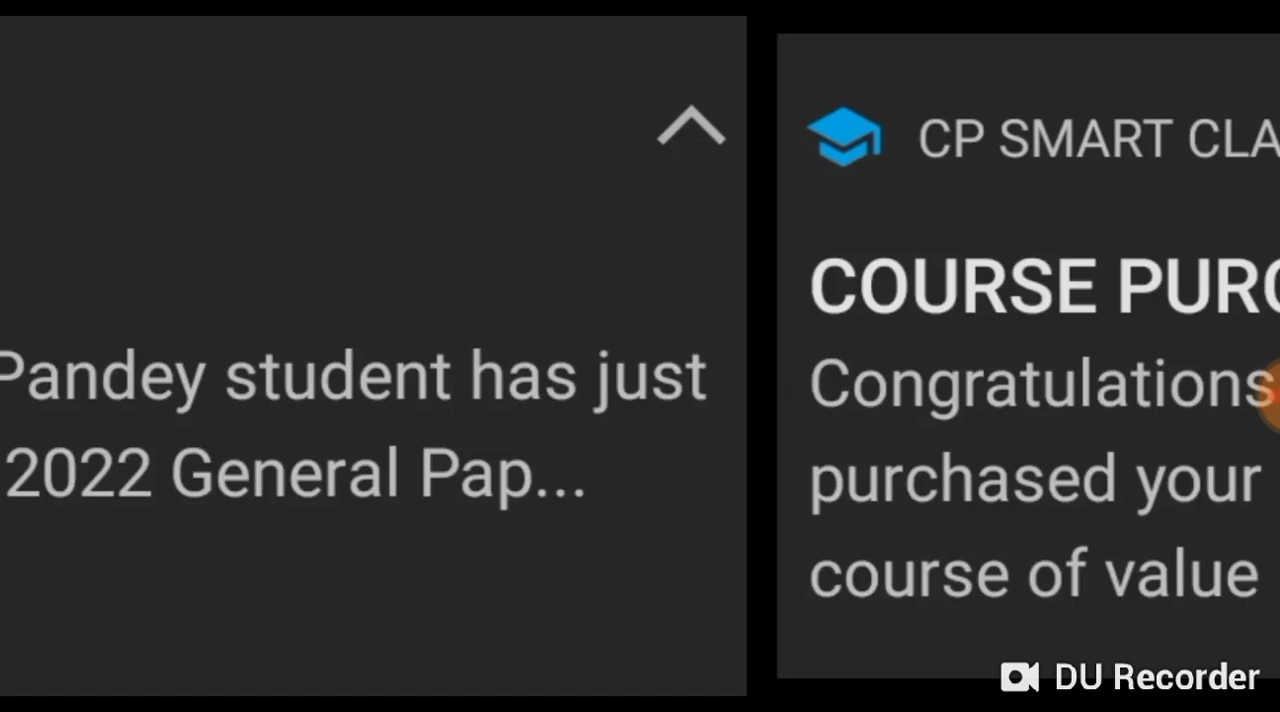 Pandey student has just
2022 General Pap...
CP SMART CLA
COURSE PURC
Congratulations
purchased your
course of value
DU Recorder